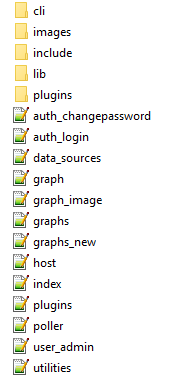 cli
images
include
lib
plugins
auth_changepassword
auth_login
data_sources
graph
graph_image
graphs
graphs_new
host
index
plugins
poller
user_admin
utilities